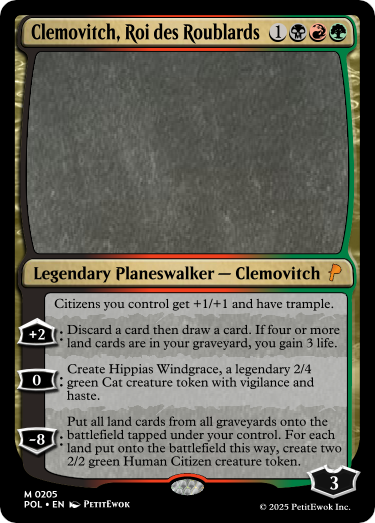 Clemovitch, Roi des Roublards 1
Legendary Planeswalker — Clemovitch
Citizens you control get +1/+1 and have trample.
+2: Discard a card then draw a card. If four or more
land cards are in your graveyard, you gain 3 life.
0: Create Hippias Windgrace, a legendary 2/4
green Cat creature token with vigilance and
haste.
-8: Put all land cards from all graveyards onto the
battlefield tapped under your control. For each
land put onto the battlefield this way, create two
2/2 green Human Citizen creature token.
3
M 0205
POL • EN PetitEwok
© 2025 PetitEwok Inc.